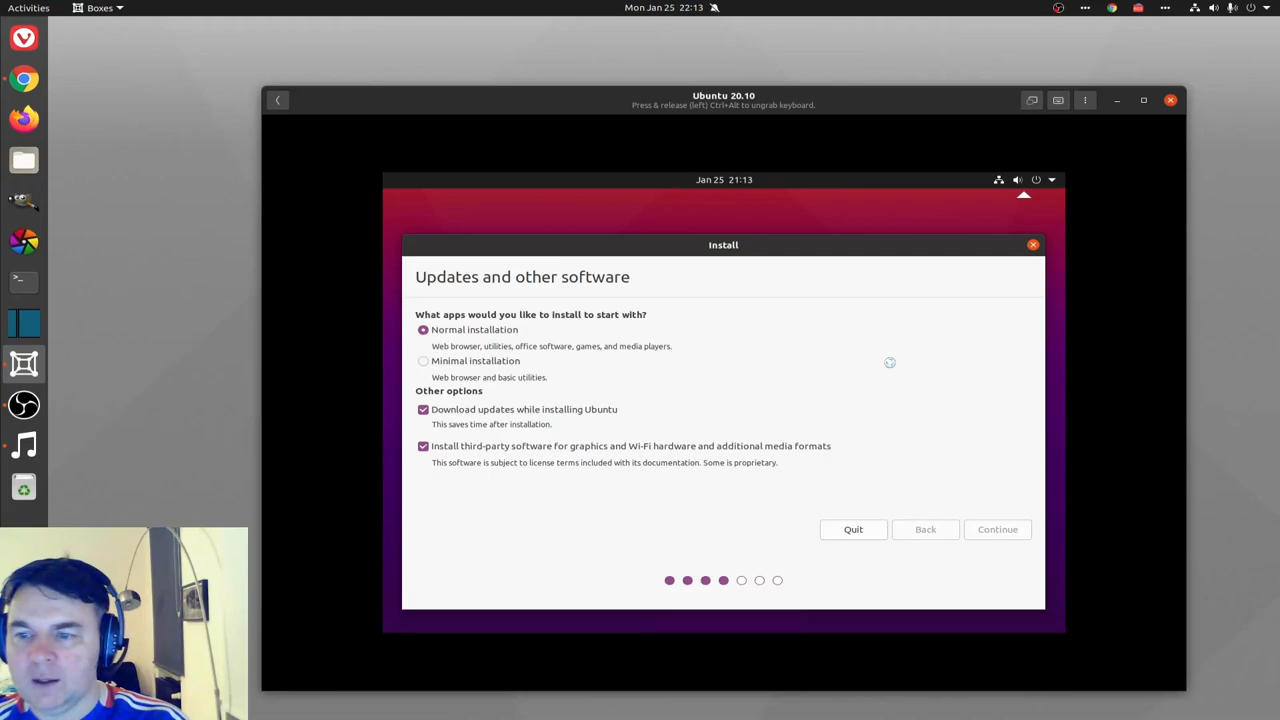 Activities
Boxes
Mon Jan 25 22:13
Ubuntu 20.10
Press & release (left) Ctrl+Alt to ungrab keyboard.
Jan 25 21:13
Install
Updates and other software
What apps would you like to install to start with?
Normal installation
Web browser, utilities, office software, games, and media players.
Minimal installation
Web browser and basic utilities.
Other options
Download updates while installing Ubuntu
This saves time after installation.
Install third-party software for graphics and Wi-Fi hardware and additional media formats
This software is subject to license terms included with its documentation. Some is proprietary.
Quit
Back
Continue